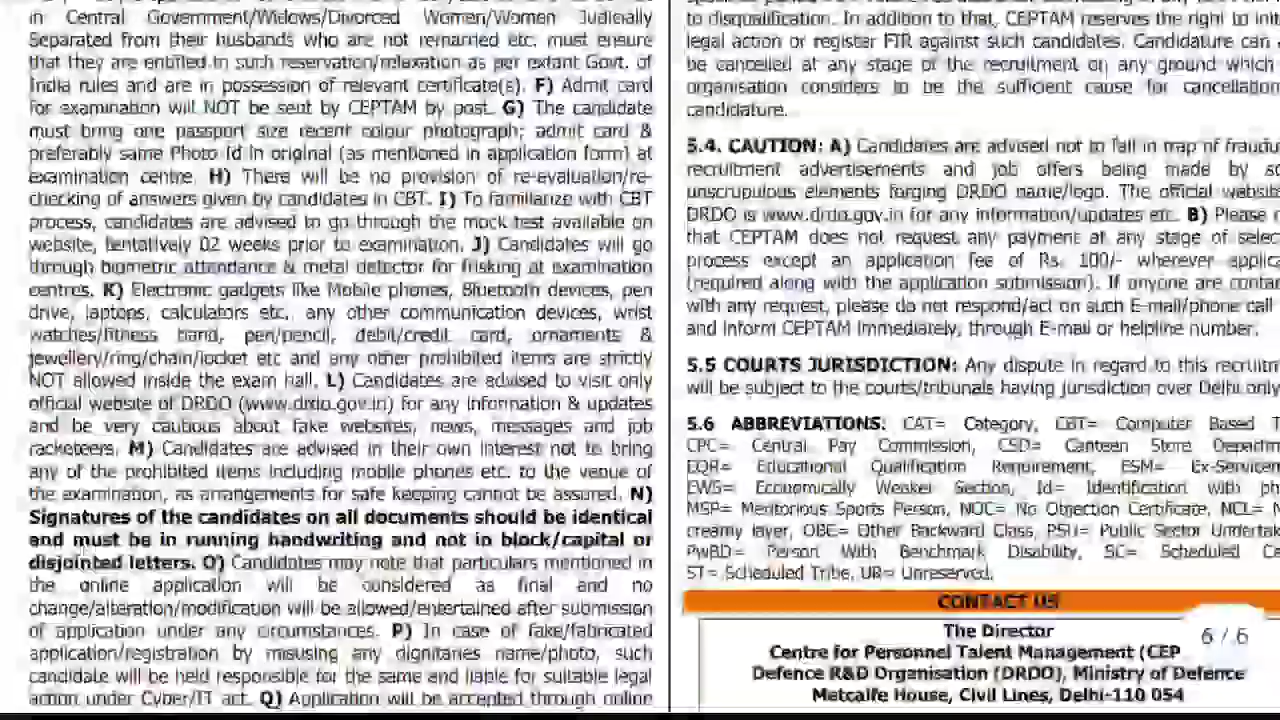 in Central Government/Widows/Divorced Women/Women Judicially
Separated from their husbands who are not remarried etc. must ensure
that they are entitled in such reservation/relaxation as per extant Govt. of
India rules and are in possession of relevant certificate(s). F) Admit card
for examination will NOT be sent by CEPTAM by post. G) The candidate
must bring one passport size recent colour photograph; admit card &
preferably same Photo Id in original (as mentioned in application form) at
examination centre. H) There will be no provision of re-evaluation/re-
checking of answers given by candidates in CBT. I) To familiarize with CBT
process, candidates are advised to go through the mock test available on
website, tentatively 02 weeks prior to examination. J) Candidates will go
through biometric attendance & metal detector for frisking at examination
centres. K) Electronic gadgets like Mobile phones, Bluetooth devices, pen
drive, laptops, calculators etc, any other communication devices, wrist
watches/fitness band, pen/pencil, debit/credit card, ornaments &
jewellery/ring/chain/locket etc and any other prohibited items are strictly
NOT allowed inside the exam hall. L) Candidates are advised to visit only
official website of DRDO (www.drdo.gov.in) for any information & updates
and be very cautious about fake websites, news, messages and job
racketeers. M) Candidates are advised in their own interest not to bring
any of the prohibited items including mobile phones etc. to the venue of
the examination, as arrangements for safe keeping cannot be assured. N)
Signatures of the candidates on all documents should be identical
and must be in running handwriting and not in block/capital or
disjointed letters. O) Candidates may note that particulars mentioned in
the online application will be considered as final and no
change/alteration/modification will be allowed/entertained after submission
of application under any circumstances. P) In case of fake/fabricated
application/registration by misusing any dignitaries name/photo, such
candidate will be held responsible for the same and liable for suitable legal
action under Cyber/IT act. Q) Application will be accepted through online
to disqualification. In addition to that, CEPTAM reserves the right to
legal action or register FIR against such candidates. Candidature can
be cancelled at any stage of the recruitment on any ground which
organisation considers to be the sufficient cause for cancellation
candidature.
5.4. CAUTION: A) Candidates are advised not to fall in trap of fraudu
recruitment advertisements and job offers being made by so
unscrupulous elements forging DRDO name/logo. The official websit
DRDO is www.drdo.gov.in for any information/updates etc. B) Please
that CEPTAM does not request any payment at any stage of selec
process except an application fee of Rs. 100/- wherever applica
(required along with the application submission). If anyone are contac
with any request, please do not respond/act on such E-mail/phone call
and inform CEPTAM immediately, through E-mail or helpline number.
5.5 COURTS JURISDICTION: Any dispute in regard to this recruitm
will be subject to the courts/tribunals having jurisdiction over Delhi only
5.6 ABBREVIATIONS: CAT= Category, CBT= Computer Based T
CPC= Central Pay Commission, CSD= Canteen Store Departm
EQR= Educational Qualification Requirement, ESM= Ex-Servicem
EWS= Economically Weaker Section, Id= Identification with ph
MSP= Meritorious Sports Person, NOC= No Objection Certificate, NCL= N
creamy layer, OBC= Other Backward Class, PSU= Public Sector Undertak
PwBD= Person With Benchmark Disability, SC= Scheduled Ca
ST= Scheduled Tribe, UR= Unreserved.
CONTACT US
The Director
Centre for Personnel Talent Management (CEP
Defence R&D Organisation (DRDO), Ministry of Defence
Metcalfe House, Civil Lines, Delhi-110 054
6 / 6